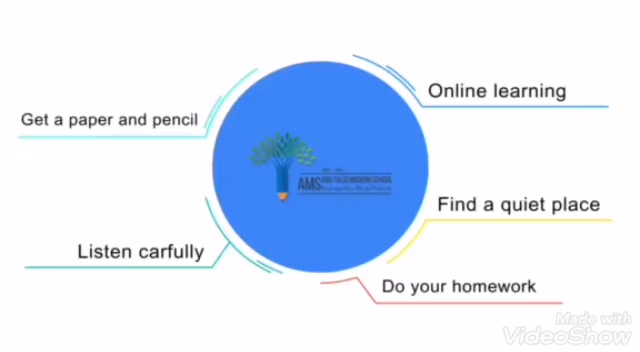 Online learning
Get a paper and pencil
AMS
Find a quiet place
Listen carfully
Do your homework
Made with
VideoShow